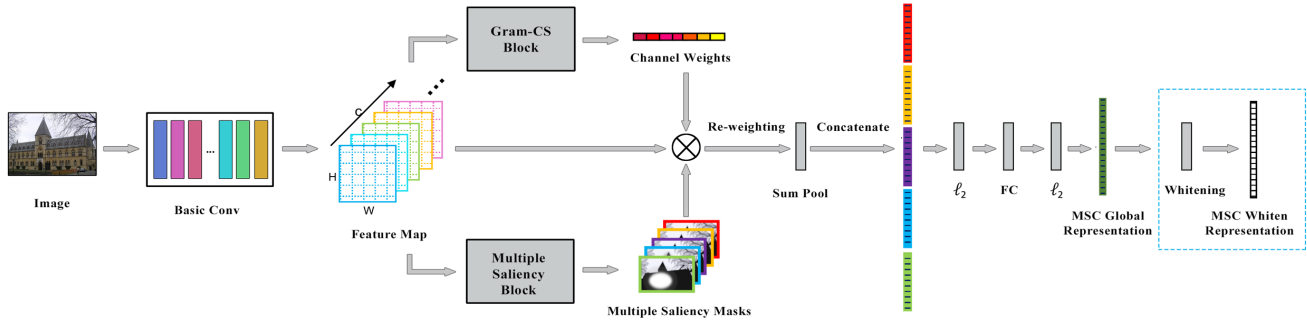 Gram-CS
Block
Channel Weights
C
...
H
W
Feature Map
Image
...
Basic Conv
Re-weighting
Concatenate
Sum Pool
Multiple
Saliency
Block
Multiple Saliency Masks
ℓ2
FC
ℓ2
MSC Global
Representation
Whitening
MSC Whiten
Representation